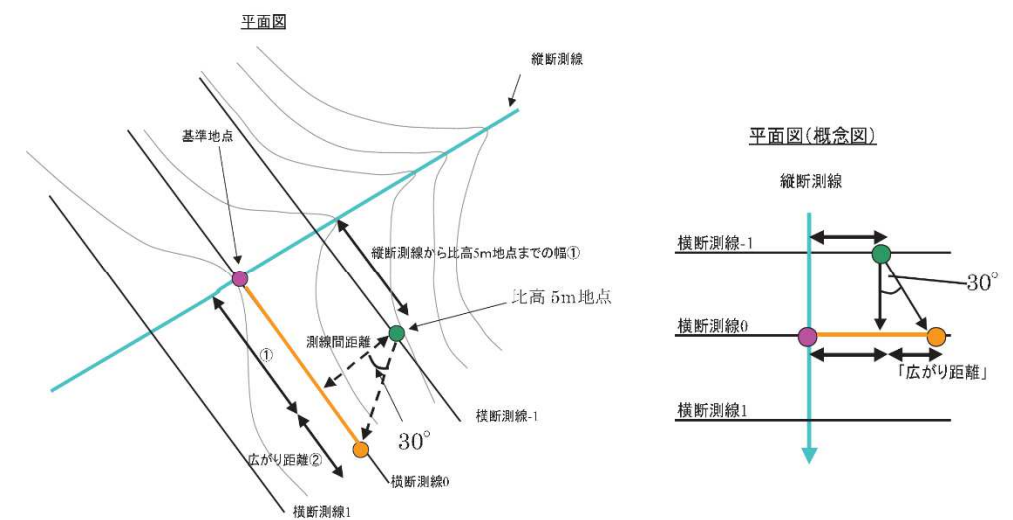 平面図
縦断測線
基準地点
縦断測線から比高5m地点までの幅①
比高 5m地点
測線間距離
①
30°
横断測線-1
広がり距離②
横断測線0
横断測線1
平面図(概念図)
縦断測線
横断測線-1
30°
横断測線0
「広がり距離」
横断測線1